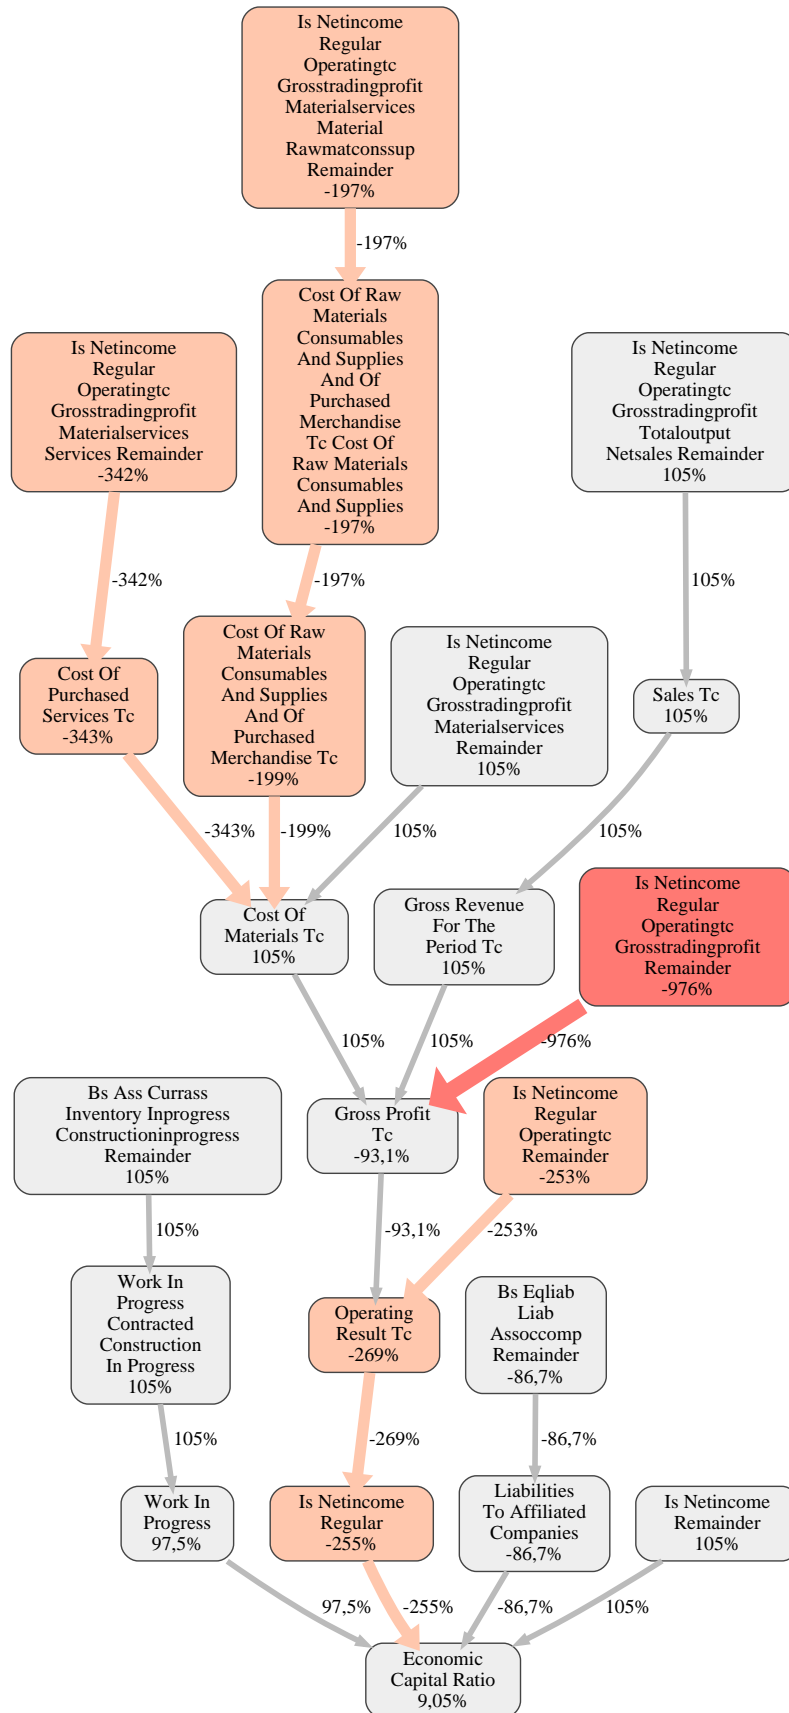 Is Netincome
Regular
Operatingtc
Grosstradingprofit
Materialservices
Material
Rawmatconssup
Remainder
-197%
-197%
Cost Of Raw
Materials
Consumables
And Supplies
And Of
Purchased
Merchandise
Tc Cost Of
Raw Materials
Consumables
And Supplies
-197%
Is Netincome
Regular
Operatingtc
Grosstradingprofit
Materialservices
Services Remainder
-342%
Is Netincome
Regular
Operatingtc
Grosstradingprofit
Totaloutput
Netsales Remainder
105%
-342%
-197%
105%
Cost Of
Purchased
Services Tc
-343%
Cost Of Raw
Materials
Consumables
And Supplies
And Of
Purchased
Merchandise Tc
-199%
Is Netincome
Regular
Operatingtc
Grosstradingprofit
Materialservices
Remainder
105%
Sales Tc
105%
-343%
-199%
105%
105%
Cost Of
Materials Tc
105%
Gross Revenue
For The
Period Tc
105%
Is Netincome
Regular
Operatingtc
Grosstradingprofit
Remainder
-976%
105%
105%
-976%
Bs Ass Currass
Inventory Inprogress
Constructioninprogress
Remainder
105%
Gross Profit
Tc
-93,1%
Is Netincome
Regular
Operatingtc
Remainder
-253%
105%
-93,1%
-253%
Work In
Progress
Contracted
Construction
In Progress
105%
Operating
Result Tc
-269%
Bs Eqliab
Liab
Assoccomp
Remainder
-86,7%
105%
-269%
-86,7%
Work In
Progress
97,5%
Is Netincome
Regular
-255%
Liabilities
To Affiliated
Companies
-86,7%
Is Netincome
Remainder
105%
97,5%
-255%
-86,7%
105%
Economic
Capital Ratio
9,05%